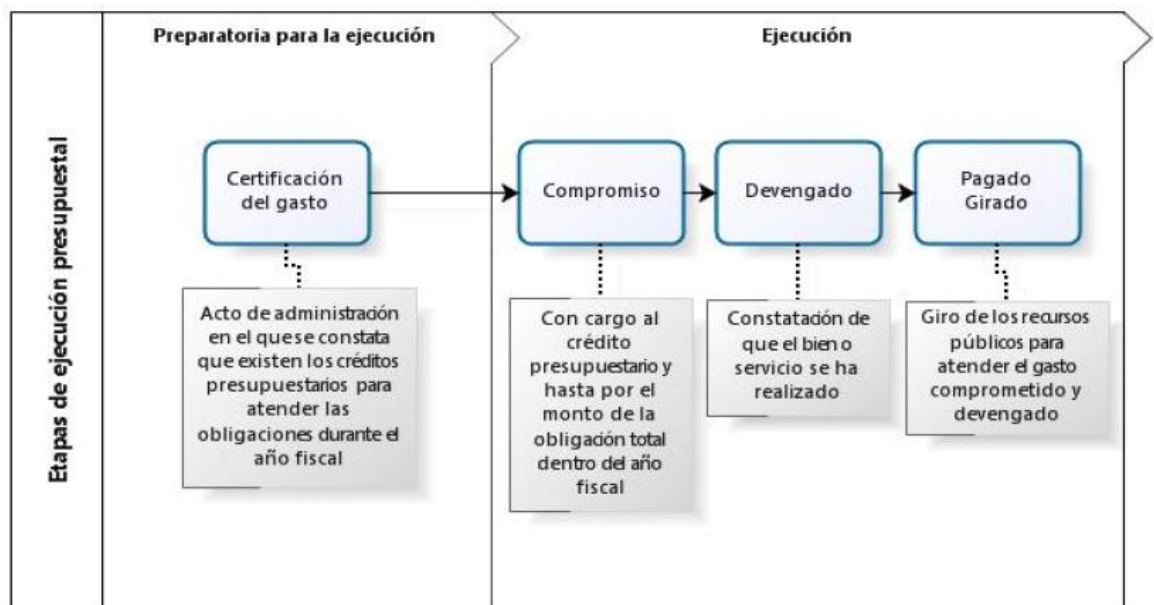 Preparatoria para la ejecución
Ejecución
Etapas de ejecución presupuestal
Certificación
del gasto
Compromiso
Devengado
Pagado
Girado
Acto de administración
en el quese constata
que existen los créditos
presupuestarios para
atender las
obligaciones durante el
año fiscal
Con cargo al
crédito
presupuestario y
hasta por el
monto de la
obligación total
dentro del año
fiscal
Constatación de
que el bien o
servicio se ha
realizado
Giro de los recursos
públicos para
atender el gasto
comprometido y
devengado